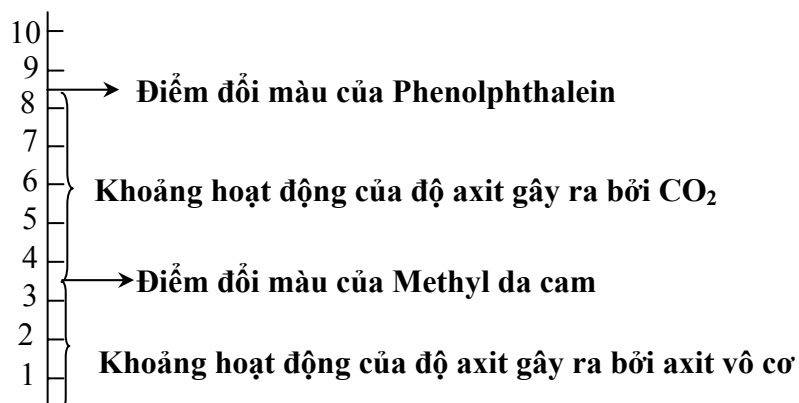 10
9
Điểm đổi màu của Phenolphthalein
8
7
6
Khoảng hoạt động của độ axit gây ra bởi CO₂
5
4
Điểm đổi màu của Methyl da cam
3
2
Khoảng hoạt động của độ axit gây ra bởi axit vô cơ
1